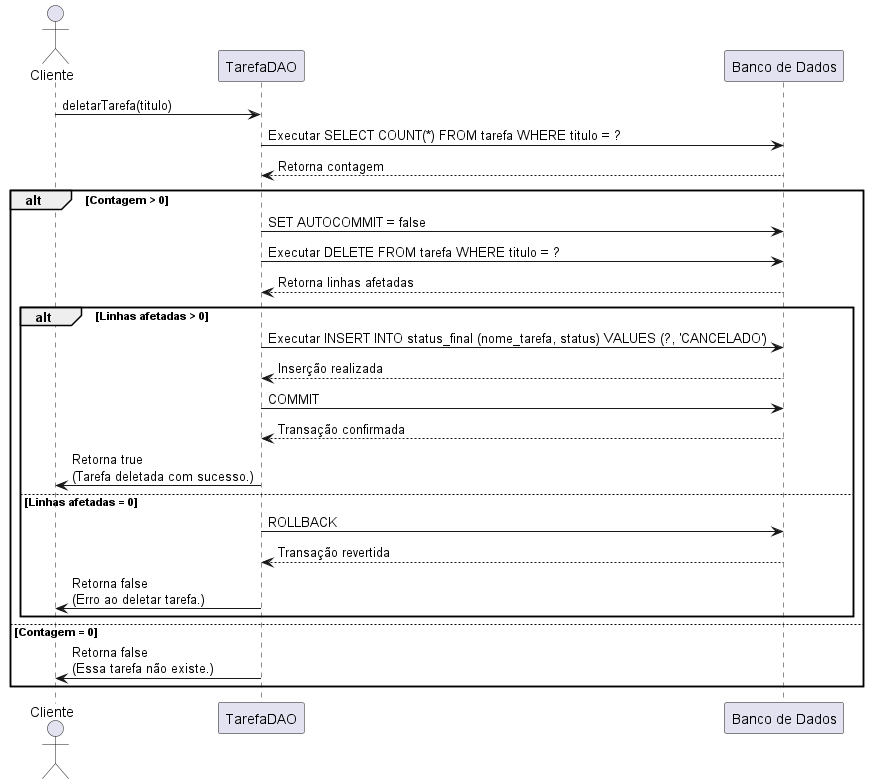 Cliente
TarefaDAO
Banco de Dados
deletarTarefa(titulo)
Executar SELECT COUNT(*) FROM tarefa WHERE titulo = ?
Retorna contagem
alt
[Contagem > 0]
SET AUTOCOMMIT = false
Executar DELETE FROM tarefa WHERE titulo = ?
Retorna linhas afetadas
alt
[Linhas afetadas > 0]
Executar INSERT INTO status_final (nome_tarefa, status) VALUES (?, 'CANCELADO')
Inserção realizada
COMMIT
Transação confirmada
Retorna true
(Tarefa deletada com sucesso.)
[Linhas afetadas = 0]
ROLLBACK
Transação revertida
Retorna false
(Erro ao deletar tarefa.)
[Contagem = 0]
Retorna false
(Essa tarefa não existe.)
Cliente
TarefaDAO
Banco de Dados